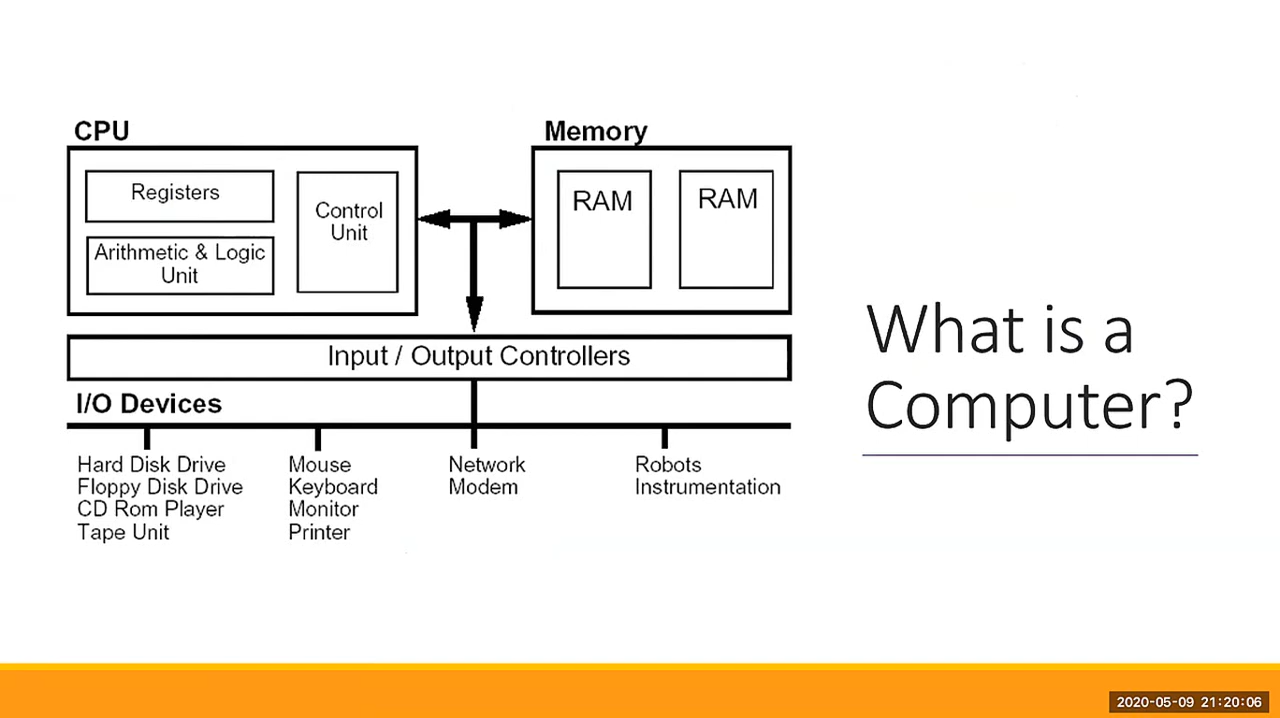 CPU
Memory
Registers
Arithmetic & Logic
Unit
Control
Unit
RAM
RAM
Input / Output Controllers
I/O Devices
Hard Disk Drive
Floppy Disk Drive
CD Rom Player
Tape Unit
Mouse
Keyboard
Monitor
Printer
Network
Modem
Robots
Instrumentation
What is a
Computer?
2020-05-09 21:20:06